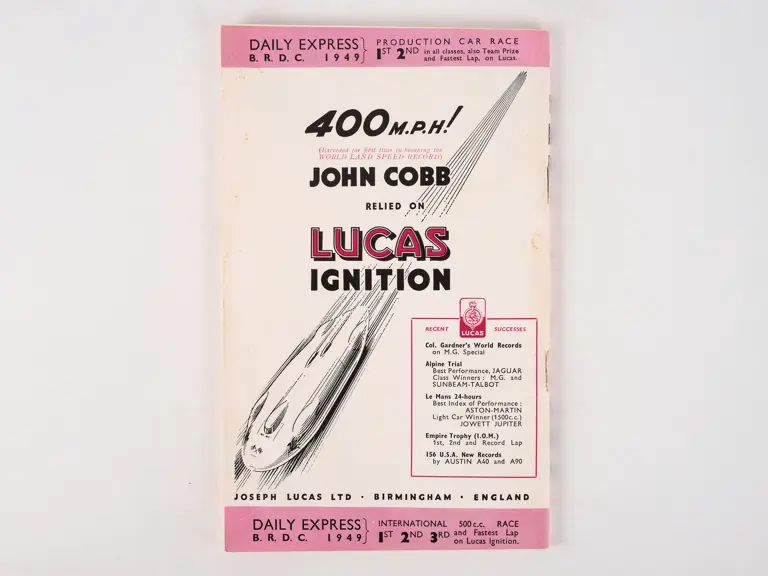 DAILY EXPRESS } PRODUCTION CAR RACE
B. R. D. C. 1949 } 1ST 2ND in all classes, also Team Prize
and Fastest Lap, on Lucas.
400 M.P.H!
(Exceeded for first time in breaking the
WORLD LAND SPEED RECORD)
JOHN COBB
RELIED ON
LUCAS
IGNITION
RECENT LUCAS SUCCESSES
Col. Gardner's World Records
on M.G. Special
Alpine Trial
Best Performance, JAGUAR
Class Winners : M.G. and
SUNBEAM-TALBOT
Le Mans 24-hours
Best Index of Performance :
ASTON-MARTIN
Light Car Winner (1500c.c.)
JOWETT JUPITER
Empire Trophy (I.O.M.)
1st, 2nd and Record Lap
156 U.S.A. New Records
by AUSTIN A40 and A90
JOSEPH LUCAS LTD · BIRMINGHAM · ENGLAND
DAILY EXPRESS } INTERNATIONAL 500 c.c. RACE
B. R. D. C. 1949 } 1ST 2ND 3RD and Fastest Lap
on Lucas Ignition.